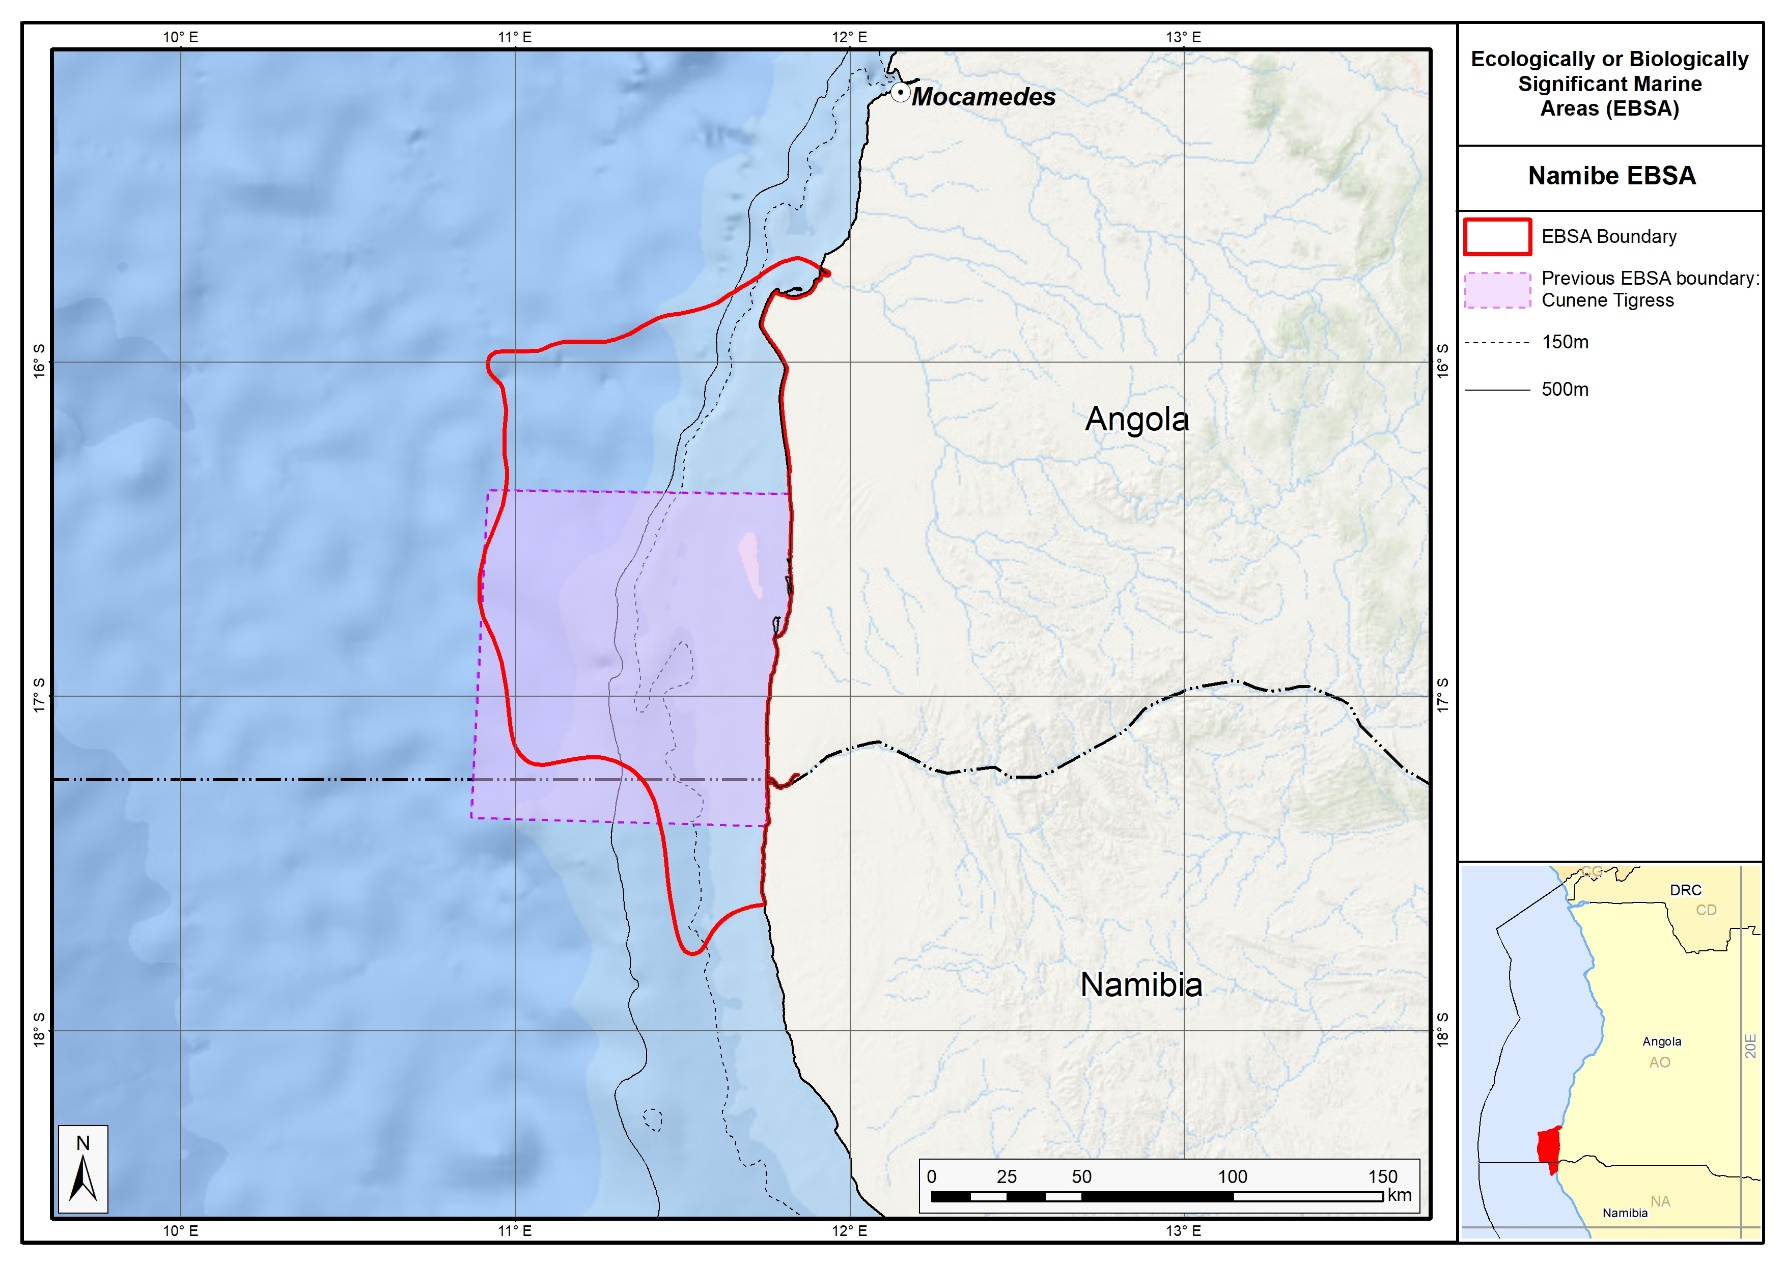 10° E
11° E
12° E
13° E
Mocamedes
16° S
16° S
Angola
17° S
17° S
Namibia
18° S
18° S
N
0 25 50 100 150
km
10° E
11° E
12° E
13° E
Ecologically or Biologically
Significant Marine
Areas (EBSA)
Namibe EBSA
EBSA Boundary
Previous EBSA boundary:
Cunene Tigress
150m
500m
CG
DRC
CD
Angola
AO
20E
NA
Namibia